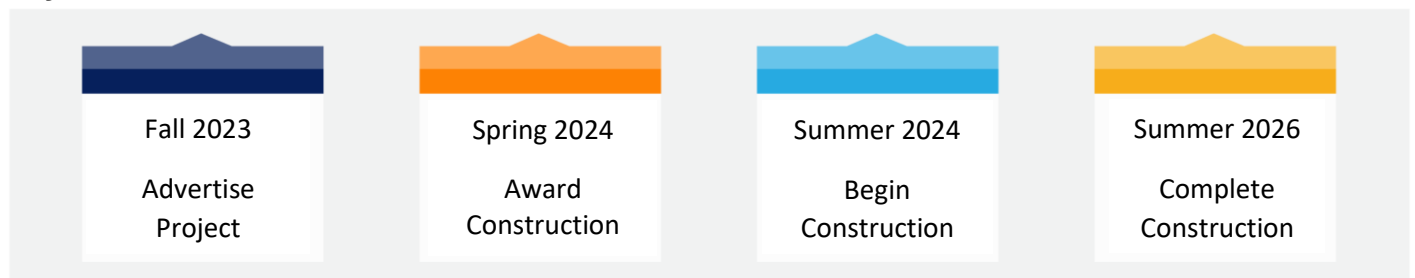 Fall 2023
Advertise
Project
Spring 2024
Award
Construction
Summer 2024
Begin
Construction
Summer 2026
Complete
Construction